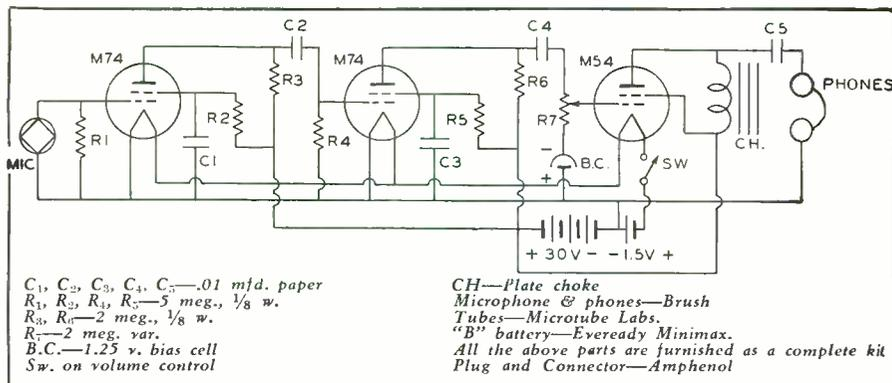 C2
C4
C5
M74
M74
M54
R3
R6
PHONES
R2
R5
R7
R1
R4
MIC
C1
C3
- B.C.
+
SW
CH.
+ 30V - - 1.5V +
C₁, C₂, C₃, C₄, C₅—.01 mfd. paper
R₁, R₂, R₄, R₅—5 meg., ⅛ w.
R₃, R₆—2 meg., ⅛ w.
R₇—2 meg. var.
B.C.—1.25 v. bias cell
Sw. on volume control
CH—Plate choke
Microphone & phones—Brush
Tubes—Microtube Labs.
"B" battery—Eveready Minimax.
All the above parts are furnished as a complete kit
Plug and Connector—Amphenol